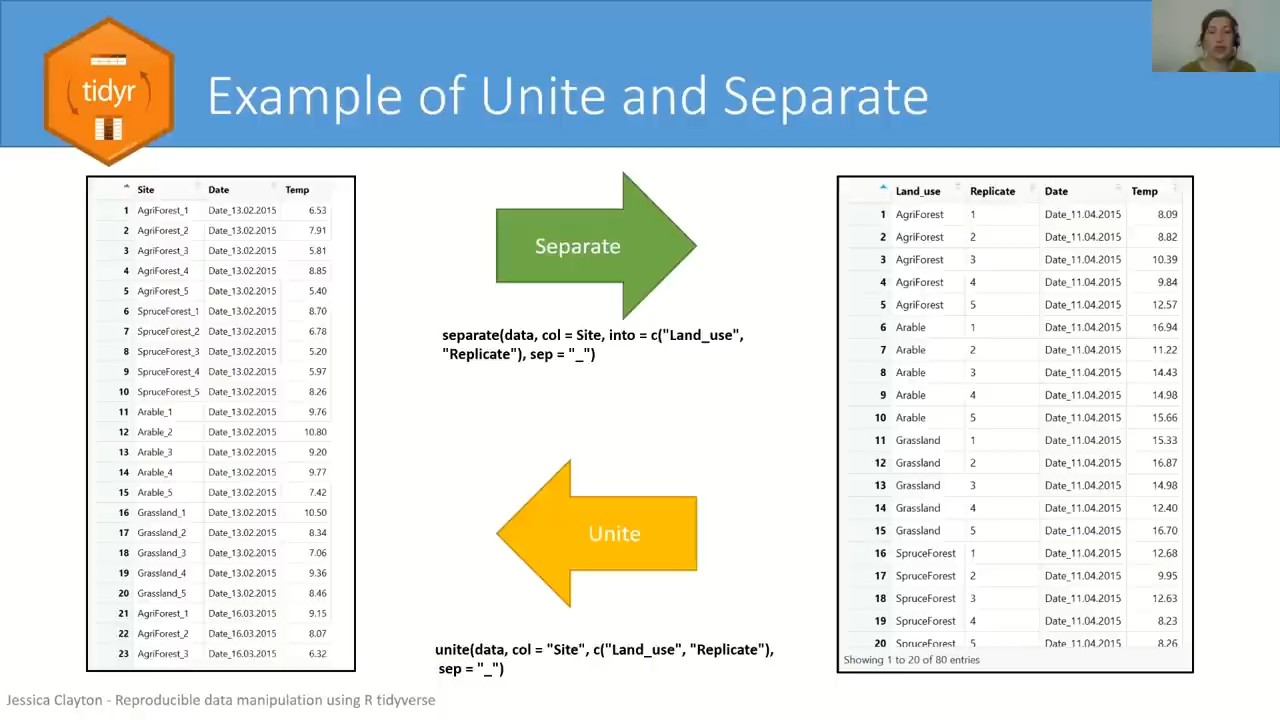 tidyr
Example of Unite and Separate
Site Date Temp
1 AgriForest_1 Date_13.02.2015 6.53
2 AgriForest_2 Date_13.02.2015 7.91
3 AgriForest_3 Date_13.02.2015 5.81
4 AgriForest_4 Date_13.02.2015 8.85
5 AgriForest_5 Date_13.02.2015 5.40
6 SpruceForest_1 Date_13.02.2015 8.70
7 SpruceForest_2 Date_13.02.2015 6.78
8 SpruceForest_3 Date_13.02.2015 5.20
9 SpruceForest_4 Date_13.02.2015 5.97
10 SpruceForest_5 Date_13.02.2015 8.26
11 Arable_1 Date_13.02.2015 9.76
12 Arable_2 Date_13.02.2015 10.80
13 Arable_3 Date_13.02.2015 9.20
14 Arable_4 Date_13.02.2015 9.77
15 Arable_5 Date_13.02.2015 7.42
16 Grassland_1 Date_13.02.2015 10.50
17 Grassland_2 Date_13.02.2015 8.34
18 Grassland_3 Date_13.02.2015 7.06
19 Grassland_4 Date_13.02.2015 9.36
20 Grassland_5 Date_13.02.2015 8.46
21 AgriForest_1 Date_16.03.2015 9.15
22 AgriForest_2 Date_16.03.2015 8.07
23 AgriForest_3 Date_16.03.2015 6.32
Separate
separate(data, col = Site, into = c("Land_use",
"Replicate"), sep = "_")
Unite
unite(data, col = "Site", c("Land_use", "Replicate"),
sep = "_")
Land_use Replicate Date Temp
1 AgriForest 1 Date_11.04.2015 8.09
2 AgriForest 2 Date_11.04.2015 8.82
3 AgriForest 3 Date_11.04.2015 10.39
4 AgriForest 4 Date_11.04.2015 9.84
5 AgriForest 5 Date_11.04.2015 12.57
6 Arable 1 Date_11.04.2015 16.94
7 Arable 2 Date_11.04.2015 11.22
8 Arable 3 Date_11.04.2015 14.43
9 Arable 4 Date_11.04.2015 14.98
10 Arable 5 Date_11.04.2015 15.66
11 Grassland 1 Date_11.04.2015 15.33
12 Grassland 2 Date_11.04.2015 16.87
13 Grassland 3 Date_11.04.2015 14.98
14 Grassland 4 Date_11.04.2015 12.40
15 Grassland 5 Date_11.04.2015 16.70
16 SpruceForest 1 Date_11.04.2015 12.68
17 SpruceForest 2 Date_11.04.2015 9.95
18 SpruceForest 3 Date_11.04.2015 12.63
19 SpruceForest 4 Date_11.04.2015 8.23
20 SpruceForest 5 Date_11.04.2015 8.26
Showing 1 to 20 of 80 entries
Jessica Clayton - Reproducible data manipulation using R tidyverse